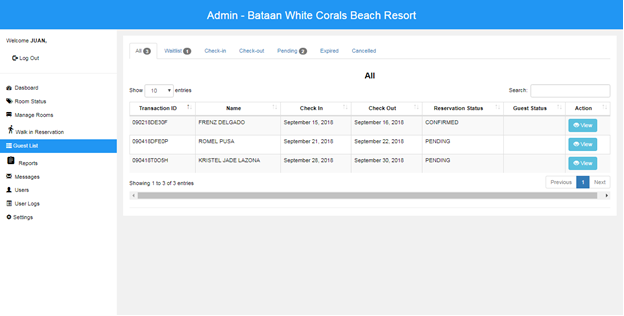 Admin - Bataan White Corals Beach Resort
Welcome JUAN,
Log Out
Dasboard
Room Status
Manage Rooms
Walk in Reservation
Guest List
Reports
Messages
Users
User Logs
Settings
All 3 Waitlist 1 Check-in Check-out Pending 2 Expired Cancelled
All
Show 10 entries Search:
Transaction ID Name Check In Check Out Reservation Status Guest Status Action
FRENZ DELGADO September 15, 2018 September 16, 2018 CONFIRMED View
ROMEL PUSA September 21, 2018 September 22, 2018 PENDING View
KRISTEL JADE LAZONA September 28, 2018 September 30, 2018 PENDING View
Showing 1 to 3 of 3 entries Previous 1 Next